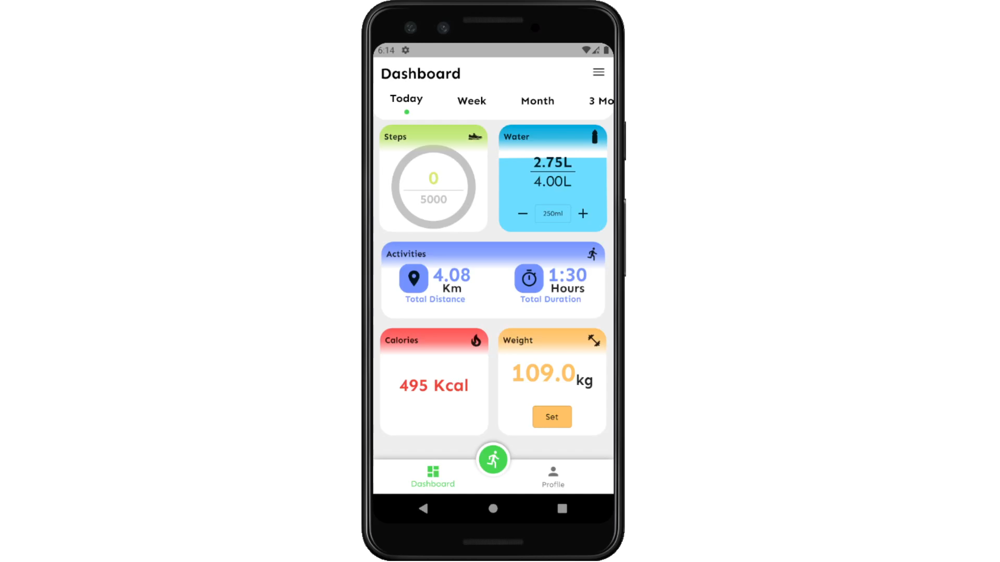 6:14
Dashboard
Today Week Month 3 Mo
Steps
0
5000
Water
2.75L
4.00L
− 250ml +
Activities
4.08
Km
Total Distance
1:30
Hours
Total Duration
Calories
495 Kcal
Weight
109.0kg
Set
Dashboard
Profile